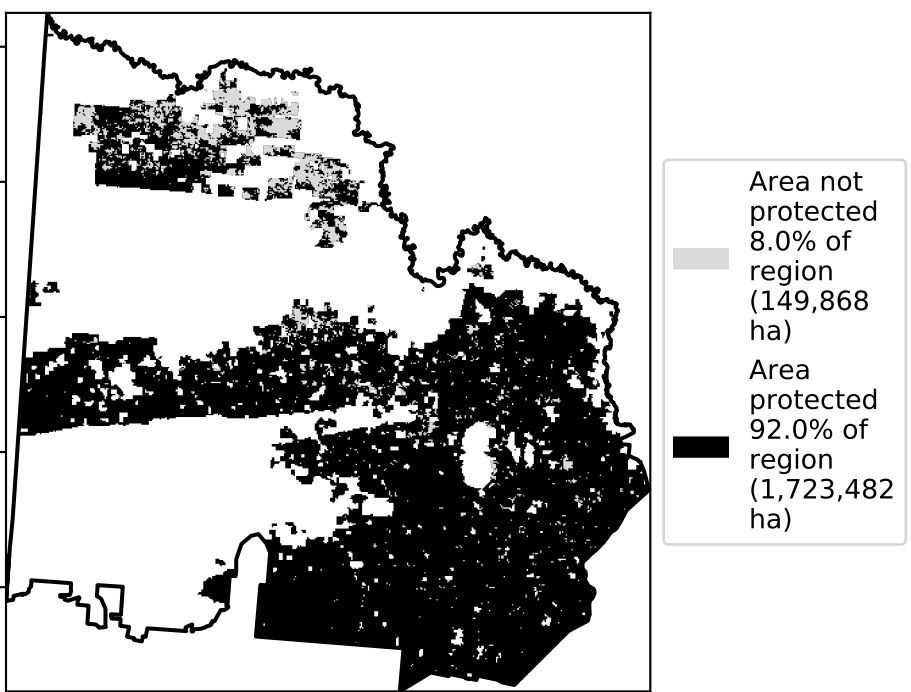 Area not
protected
8.0% of
region
(149,868
ha)
Area
protected
92.0% of
region
(1,723,482
ha)